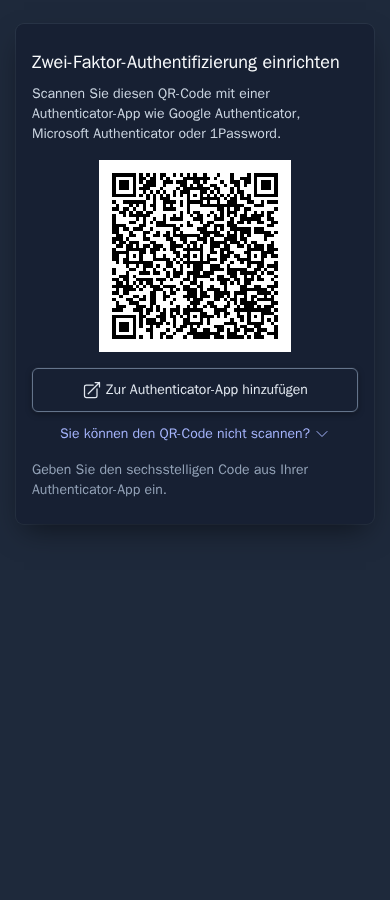 Zwei-Faktor-Authentifizierung einrichten
Scannen Sie diesen QR-Code mit einer
Authenticator-App wie Google Authenticator,
Microsoft Authenticator oder 1Password.
Zur Authenticator-App hinzufügen
Sie können den QR-Code nicht scannen?
Geben Sie den sechsstelligen Code aus Ihrer
Authenticator-App ein.